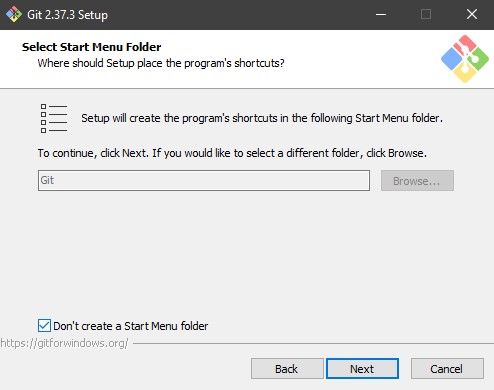 Git 2.37.3 Setup
Select Start Menu Folder
Where should Setup place the program's shortcuts?
Setup will create the program's shortcuts in the following Start Menu folder.
To continue, click Next. If you would like to select a different folder, click Browse.
Git
Browse...
Don't create a Start Menu folder
https://gitforwindows.org/
Back
Next
Cancel